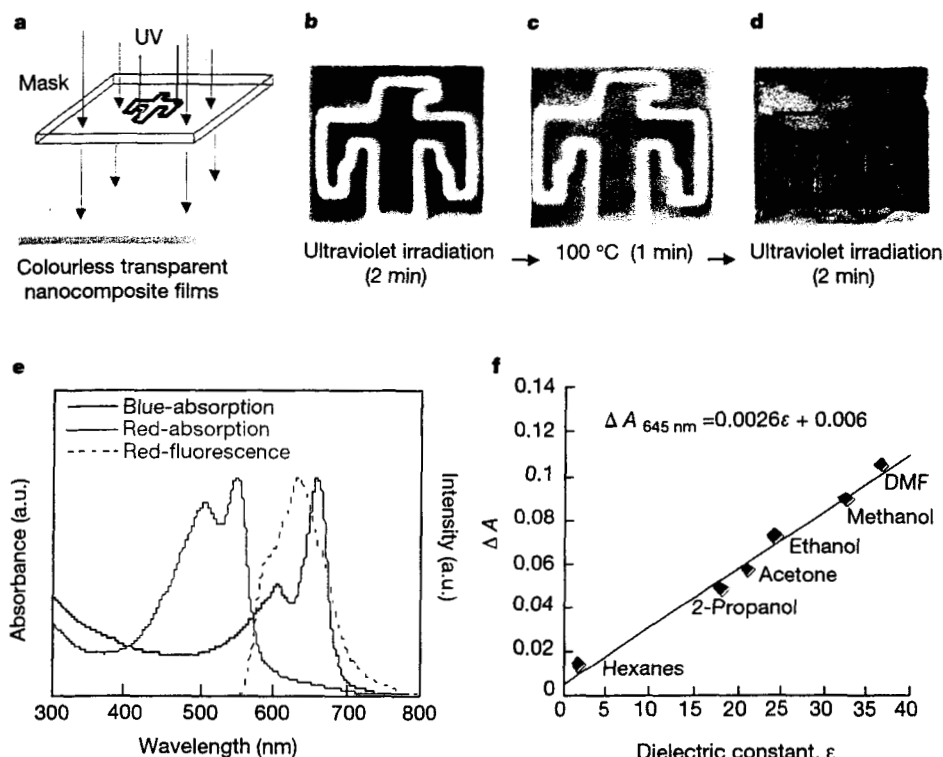 a
UV
Mask
Colourless transparent
nanocomposite films
b
Ultraviolet irradiation
(2 min)
c
100 °C (1 min)
d
Ultraviolet irradiation
(2 min)
e
Blue-absorption
Red-absorption
Red-fluorescence
Absorbance (a.u.)
Intensity (a.u.)
300 400 500 600 700 800
Wavelength (nm)
f
0.14
0.12
0.1
0.08
0.06
0.04
0.02
0
Δ A 645 nm =0.0026ε + 0.006
Δ A
DMF
Methanol
Ethanol
Acetone
2-Propanol
Hexanes
0 5 10 15 20 25 30 35 40
Dielectric constant, ε